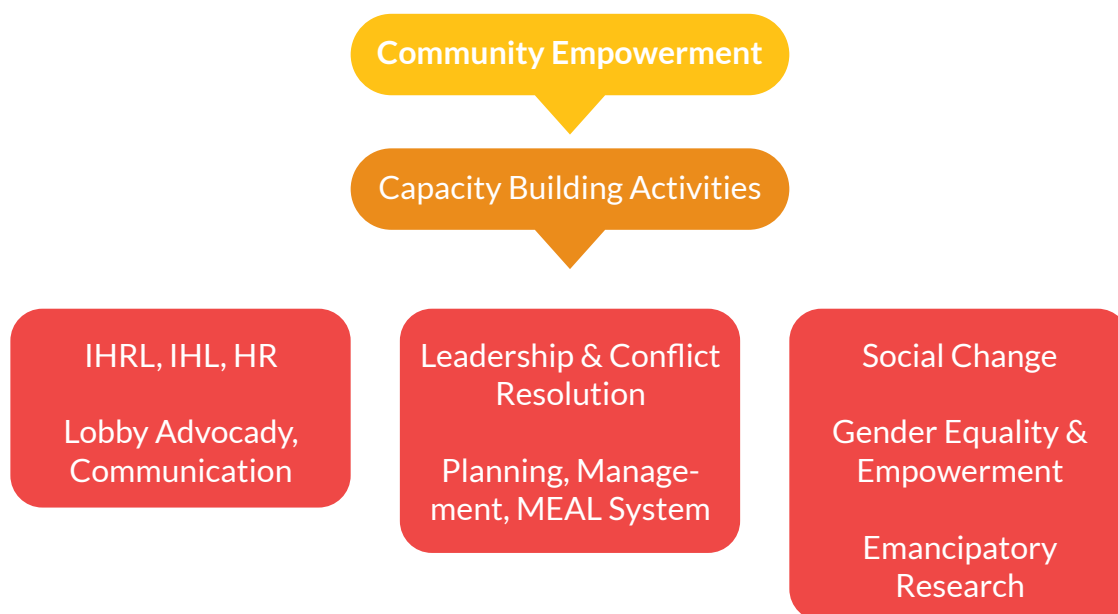 Community Empowerment
Capacity Building Activities
IHRL, IHL, HR
Lobby Advocady,
Communication
Leadership & Conflict
Resolution
Planning, Manage-
ment, MEAL System
Social Change
Gender Equality &
Empowerment
Emancipatory
Research